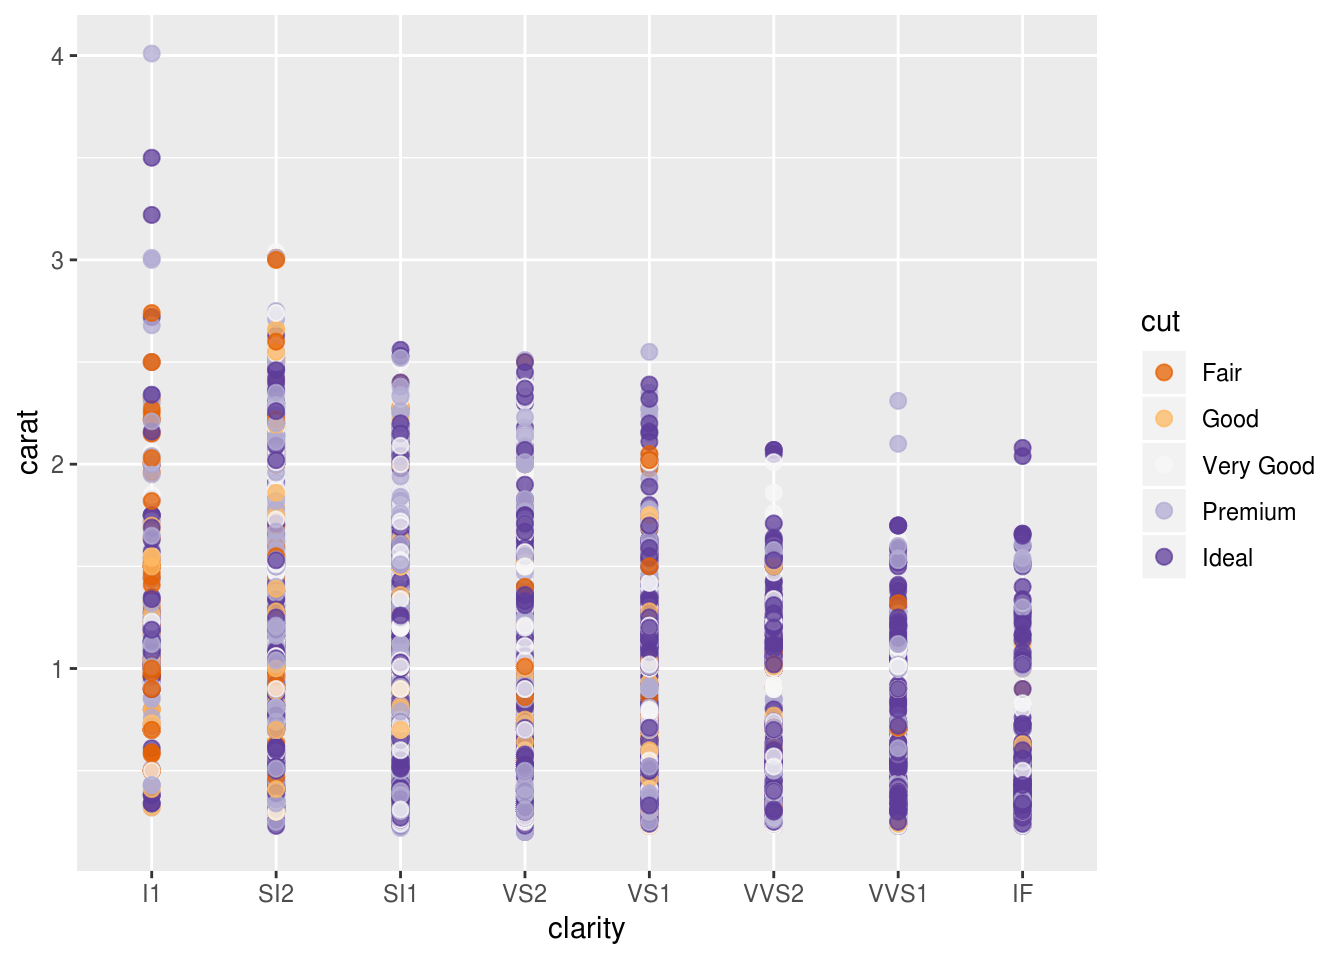 4
3
2
1
carat
I1 SI2 SI1 VS2 VS1 VVS2 VVS1 IF
clarity
cut
Fair
Good
Very Good
Premium
Ideal